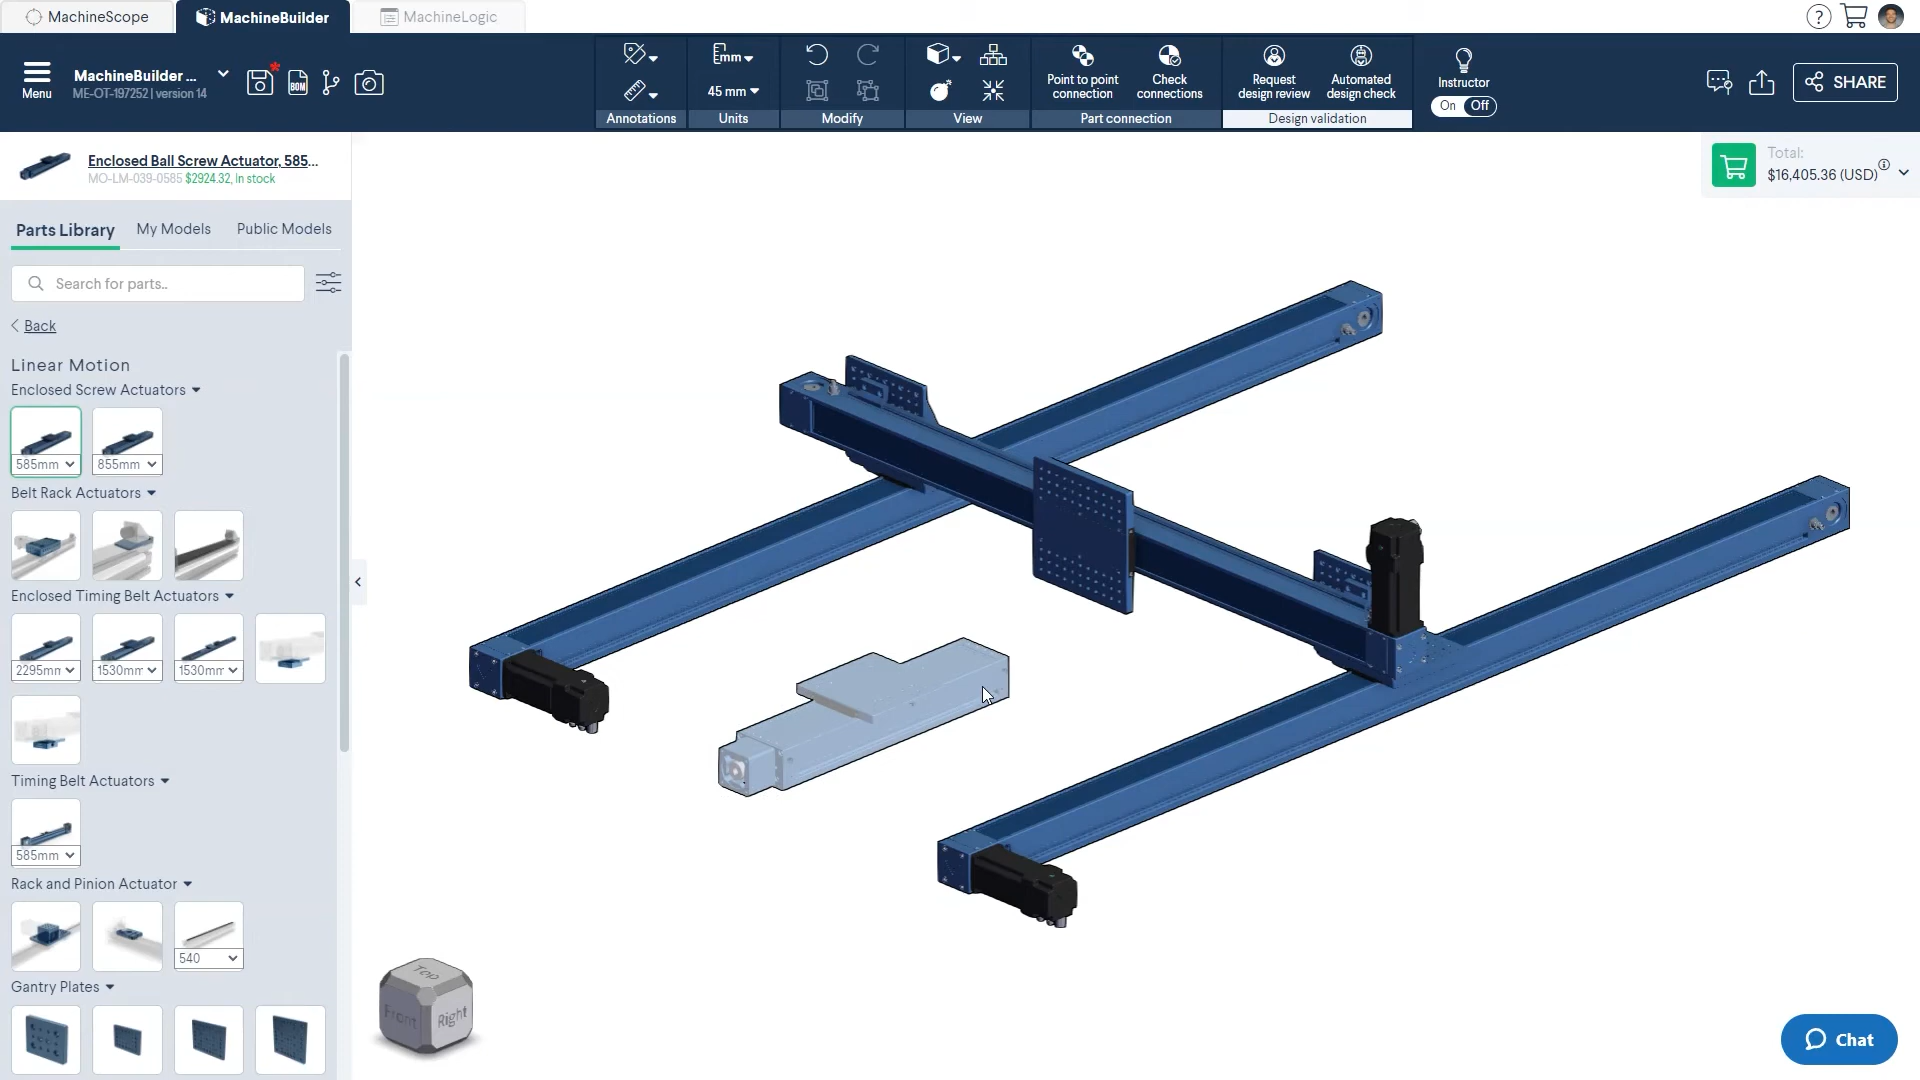 MachineScope
MachineBuilder
MachineLogic
?
Menu
MachineBuilder ...
ME-OT-197252 | version 14
BOM
mm
45 mm
Annotations
Units
Modify
View
Point to point
connection
Check
connections
Part connection
Request
design review
Automated
design check
Design validation
Instructor
On Off
SHARE
Enclosed Ball Screw Actuator, 585...
MO-LM-039-0585 $2924.32, In stock
Total:
$16,405.36 (USD)
Parts Library
My Models
Public Models
Search for parts..
Back
Linear Motion
Enclosed Screw Actuators
585mm
855mm
Belt Rack Actuators
Enclosed Timing Belt Actuators
2295mm
1530mm
1530mm
Timing Belt Actuators
585mm
Rack and Pinion Actuator
540
Gantry Plates
Top
Front
Right
Chat